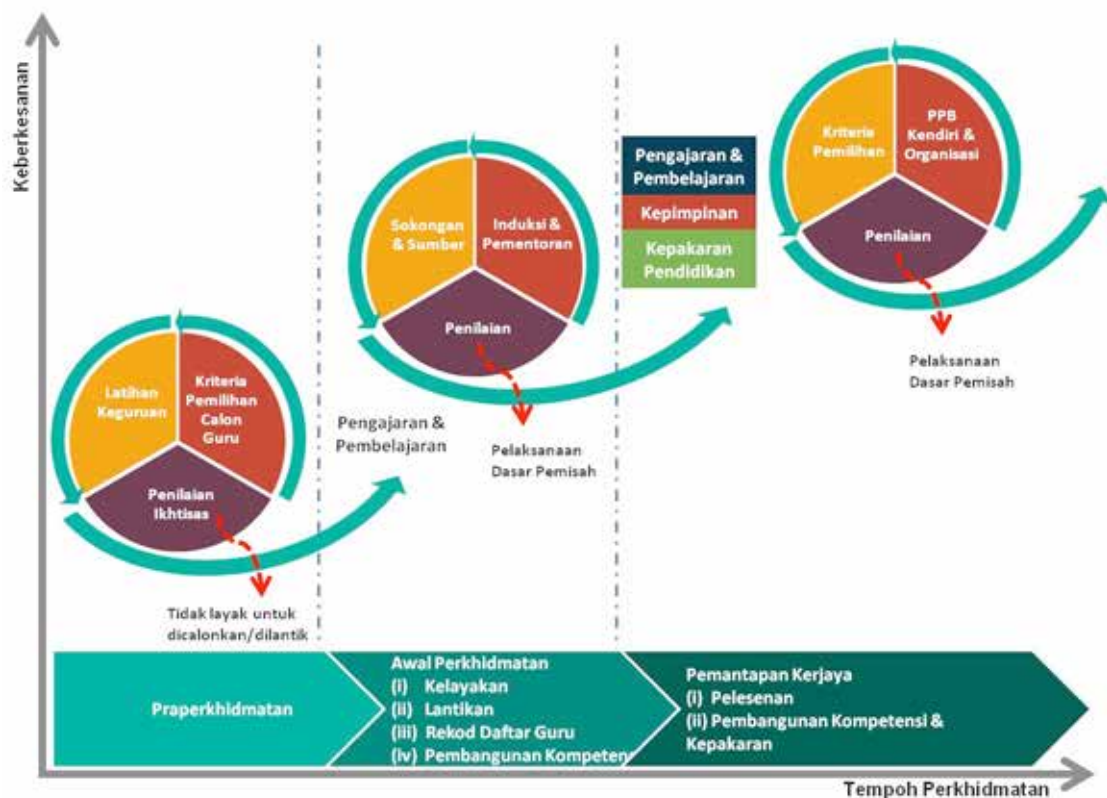 Keberkesanan
Latihan
Keguruan
Kriteria
Pemilihan
Calon
Guru
Penilaian
Ikhtisas
Tidak layak untuk
dicalonkan/dilantik
Pengajaran &
Pembelajaran
Sokongan
& Sumber
Induksi &
Pementoran
Penilaian
Pelaksanaan
Dasar Pemisah
Pengajaran &
Pembelajaran
Kepimpinan
Kepakaran
Pendidikan
Kriteria
Pemilihan
PPB
Kendiri &
Organisasi
Penilaian
Pelaksanaan
Dasar Pemisah
Praperkhidmatan
Awal Perkhidmatan
(i) Kelayakan
(ii) Lantikan
(iii) Rekod Daftar Guru
(iv) Pembangunan Kompeten
Pemantapan Kerjaya
(i) Pelesenan
(ii) Pembangunan Kompetensi &
Kepakaran
Tempoh Perkhidmatan